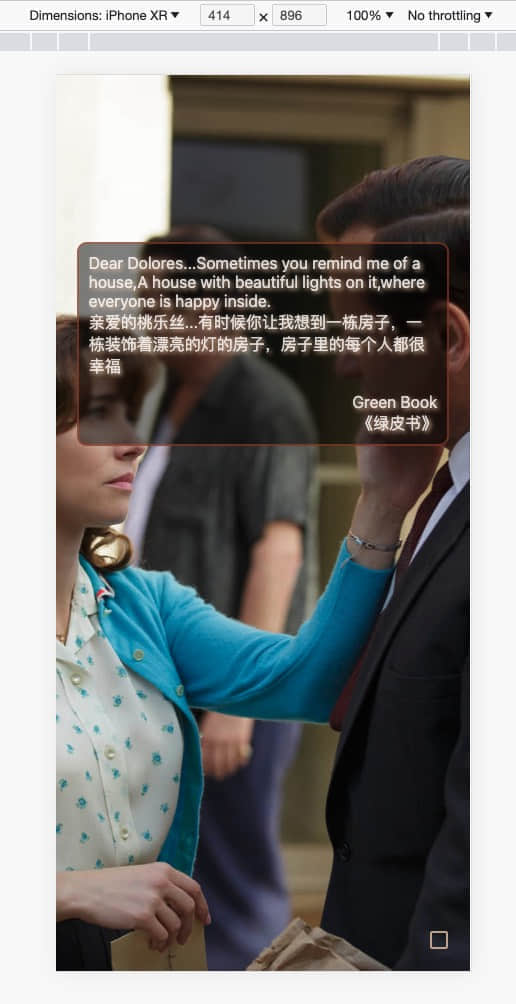 Dimensions: iPhone XR ▼ 414 × 896 100% ▼ No throttling ▼
Dear Dolores...Sometimes you remind me of a
house,A house with beautiful lights on it,where
everyone is happy inside.
亲爱的桃乐丝...有时候你让我想到一栋房子，一
栋装饰着漂亮的灯的房子，房子里的每个人都很
幸福
Green Book
《绿皮书》